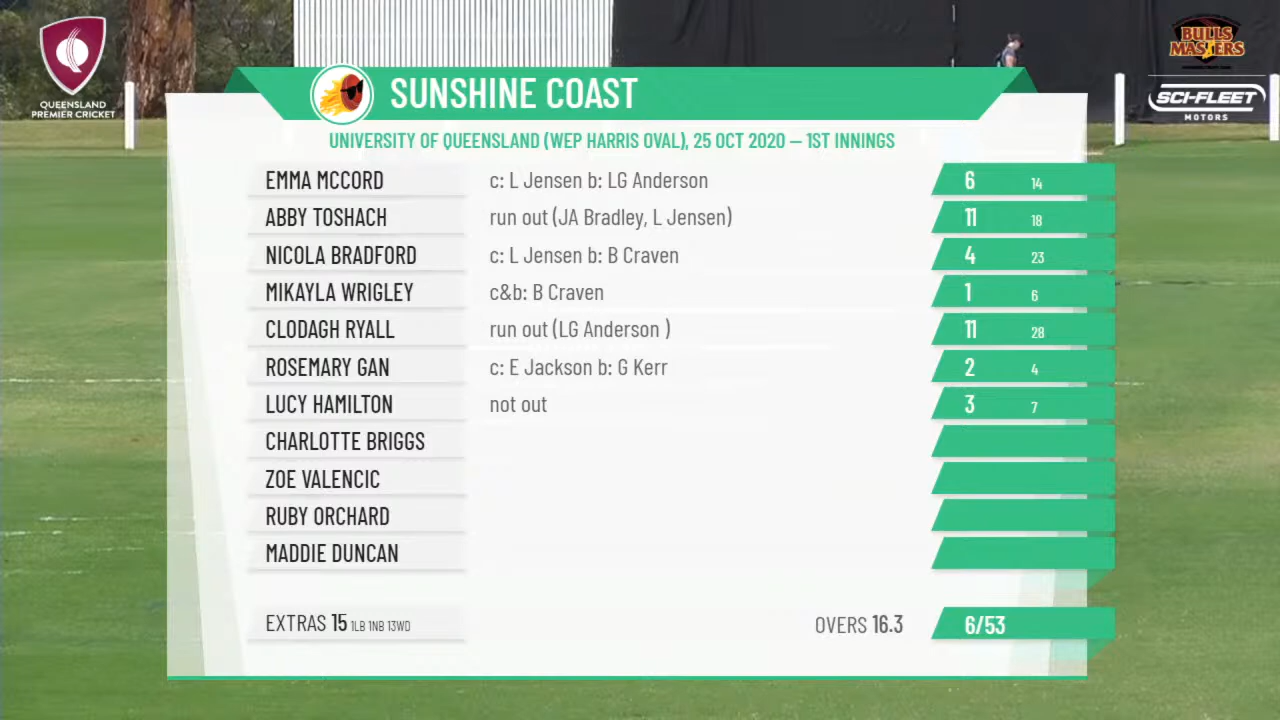 QUEENSLAND
PREMIER CRICKET
BULLS
MASTERS
SCI-FLEET
MOTORS
SUNSHINE COAST
UNIVERSITY OF QUEENSLAND (WEP HARRIS OVAL), 25 OCT 2020 – 1ST INNINGS
EMMA MCCORD c: L Jensen b: LG Anderson 6 14
ABBY TOSHACH run out (JA Bradley, L Jensen) 11 18
NICOLA BRADFORD c: L Jensen b: B Craven 4 23
MIKAYLA WRIGLEY c&b: B Craven 1 6
CLODAGH RYALL run out (LG Anderson ) 11 28
ROSEMARY GAN c: E Jackson b: G Kerr 2 4
LUCY HAMILTON not out 3 7
CHARLOTTE BRIGGS
ZOE VALENCIC
RUBY ORCHARD
MADDIE DUNCAN
EXTRAS 15 1LB 1NB 13WD OVERS 16.3 6/53